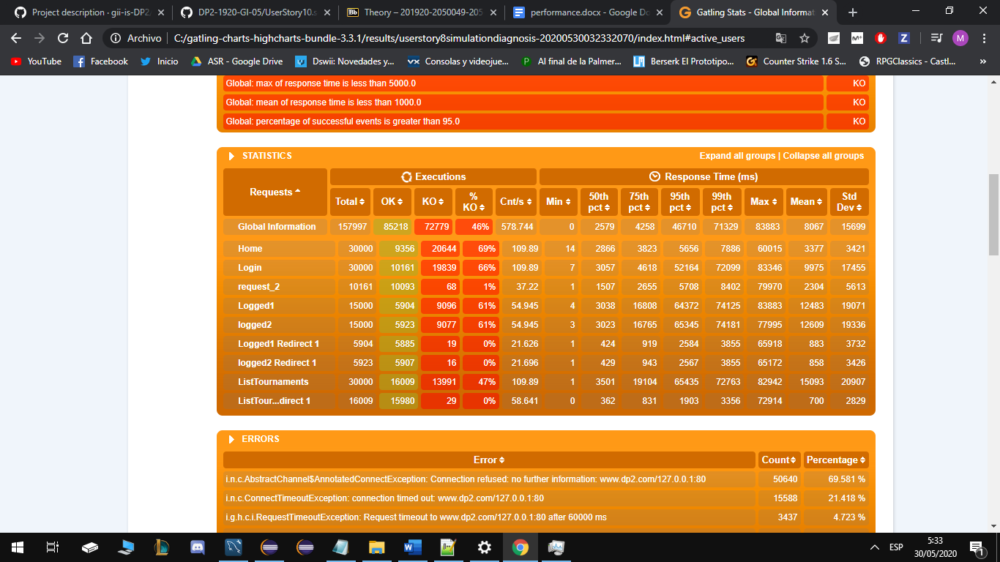 Project description · gii-is-DP2
DP2-1920-GI-05/UserStory10.s
Theory – 201920-2050049-205
performance.docx - Google Do
Gatling Stats - Global Informat
Archivo | C:/gatling-charts-highcharts-bundle-3.3.1/results/userstory8simulationdiagnosis-20200530032332070/index.html#active_users
YouTube Facebook Inicio ASR - Google Drive Dswii: Novedades y... Consolas y videojue... Al final de la Palmer... Berserk El Prototipo... Counter Strike 1.6 S... RPGClassics - Castl... »
Global: max of response time is less than 5000.0 KO
Global: mean of response time is less than 1000.0 KO
Global: percentage of successful events is greater than 95.0 KO
STATISTICS Expand all groups | Collapse all groups
Requests Executions Response Time (ms)
Total OK KO % KO Cnt/s Min 50th pct 75th pct 95th pct 99th pct Max Mean Std Dev
Global Information 157997 85218 72779 46% 578.744 0 2579 4258 46710 71329 83883 8067 15699
Home 30000 9356 20644 69% 109.89 14 2866 3823 5656 7886 60015 3377 3421
Login 30000 10161 19839 66% 109.89 7 3057 4618 52164 72099 83346 9975 17455
request_2 10161 10093 68 1% 37.22 1 1507 2655 5708 8402 79970 2304 5613
Logged1 15000 5904 9096 61% 54.945 4 3038 16808 64372 74125 83883 12483 19071
logged2 15000 5923 9077 61% 54.945 3 3023 16765 65345 74181 77995 12609 19336
Logged1 Redirect 1 5904 5885 19 0% 21.626 1 424 919 2584 3855 65918 883 3732
logged2 Redirect 1 5923 5907 16 0% 21.696 1 429 943 2567 3855 65172 858 3426
ListTournaments 30000 16009 13991 47% 109.89 1 3501 19104 65435 72763 82942 15093 20907
ListTour...direct 1 16009 15980 29 0% 58.641 0 362 831 1903 3356 72914 700 2829
ERRORS
Error Count Percentage
i.n.c.AbstractChannel$AnnotatedConnectException: Connection refused: no further information: www.dp2.com/127.0.0.1:80 50640 69.581 %
i.n.c.ConnectTimeoutException: connection timed out: www.dp2.com/127.0.0.1:80 15588 21.418 %
i.g.h.c.i.RequestTimeoutException: Request timeout to www.dp2.com/127.0.0.1:80 after 60000 ms 3437 4.723 %
ESP
5:33
30/05/2020